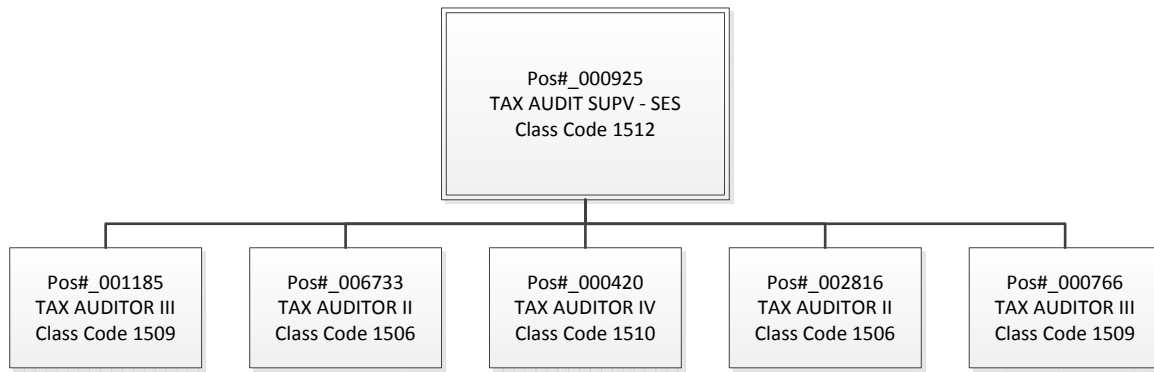 Pos#_000925
TAX AUDIT SUPV - SES
Class Code 1512
Pos#_001185
TAX AUDITOR III
Class Code 1509
Pos#_006733
TAX AUDITOR II
Class Code 1506
Pos#_000420
TAX AUDITOR IV
Class Code 1510
Pos#_002816
TAX AUDITOR II
Class Code 1506
Pos#_000766
TAX AUDITOR III
Class Code 1509